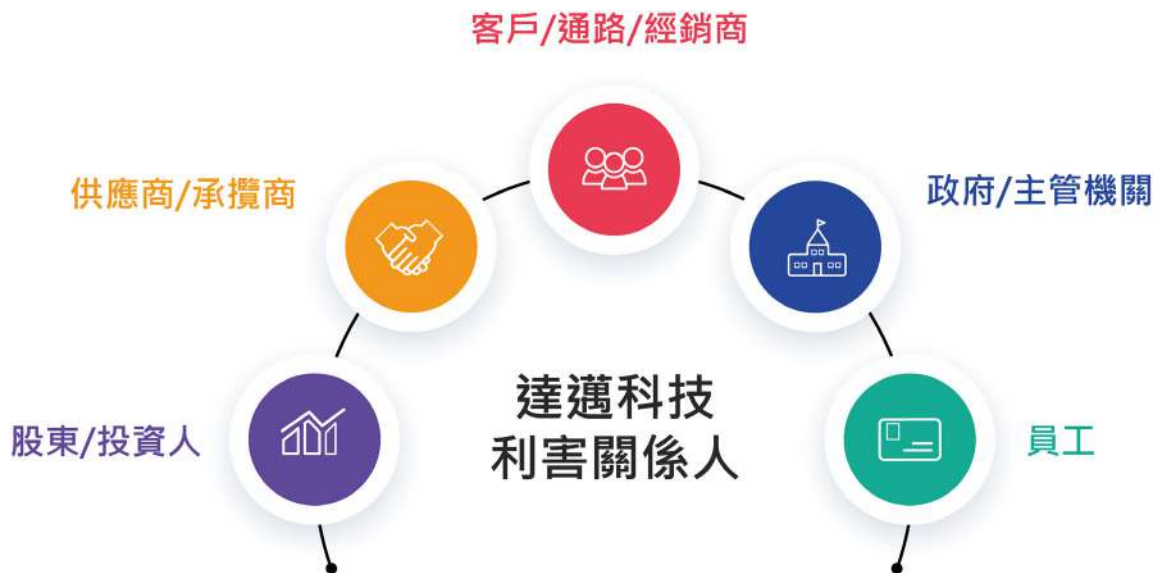 客戶/通路/經銷商
供應商/承攬商
政府/主管機關
達邁科技
利害關係人
股東/投資人
員工